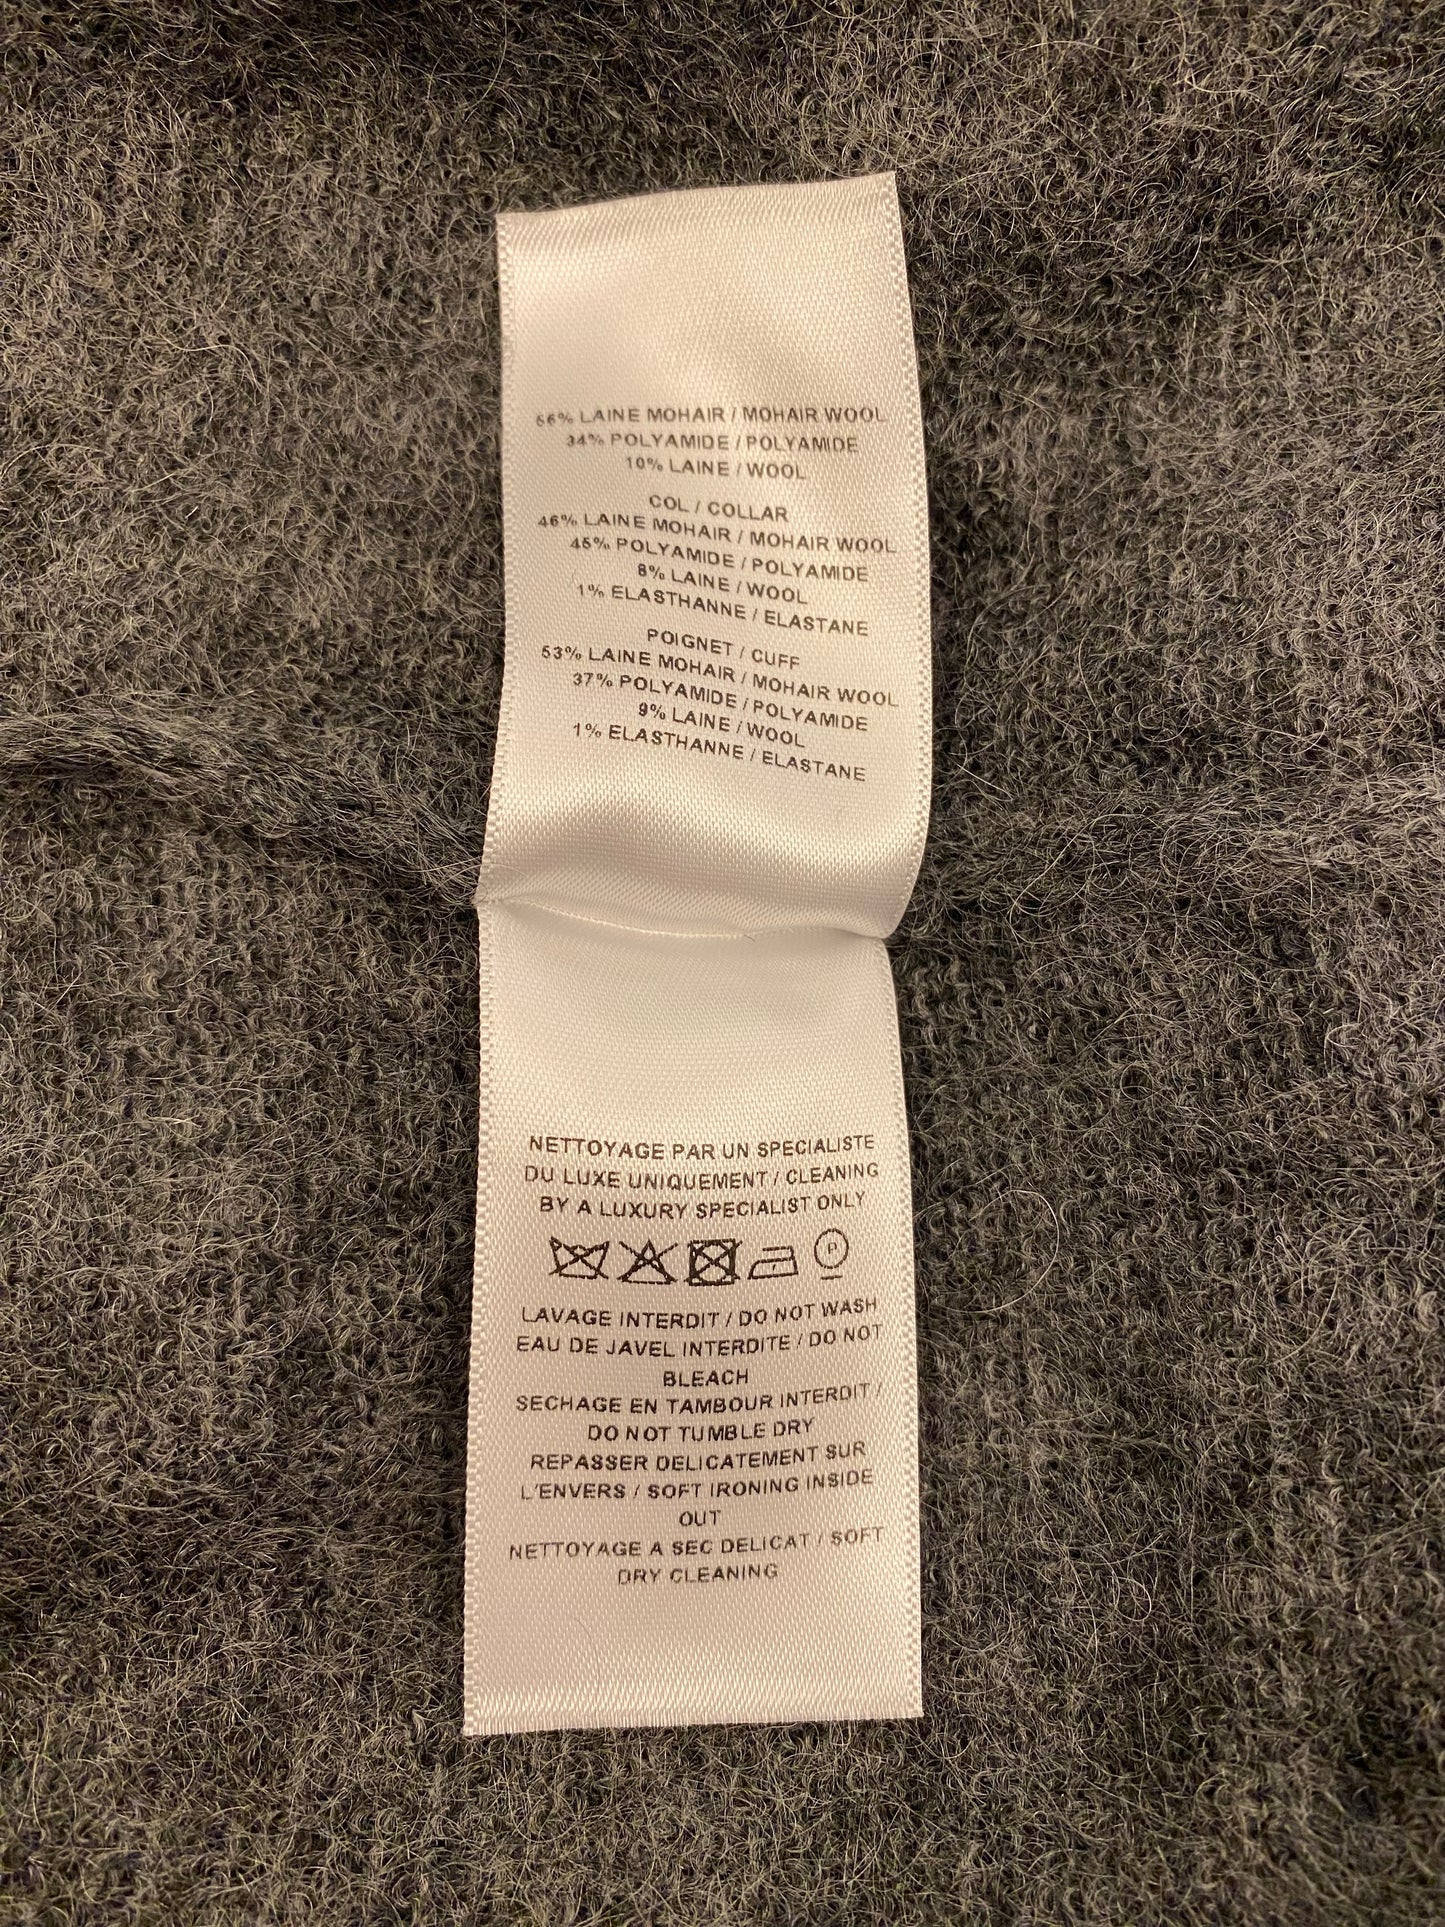 56% LAINE MOHAIR / MOHAIR WOOL
34% POLYAMIDE / POLYAMIDE
10% LAINE / WOOL
COL / COLLAR
46% LAINE MOHAIR / MOHAIR WOOL
45% POLYAMIDE / POLYAMIDE
8% LAINE / WOOL
1% ELASTHANNE / ELASTANE
POIGNET / CUFF
53% LAINE MOHAIR / MOHAIR WOOL
37% POLYAMIDE / POLYAMIDE
9% LAINE / WOOL
1% ELASTHANNE / ELASTANE
NETTOYAGE PAR UN SPECIALISTE
DU LUXE UNIQUEMENT / CLEANING
BY A LUXURY SPECIALIST ONLY
P
LAVAGE INTERDIT / DO NOT WASH
EAU DE JAVEL INTERDITE / DO NOT
BLEACH
SECHAGE EN TAMBOUR INTERDIT /
DO NOT TUMBLE DRY
REPASSER DELICATEMENT SUR
L'ENVERS / SOFT IRONING INSIDE
OUT
NETTOYAGE A SEC DELICAT / SOFT
DRY CLEANING